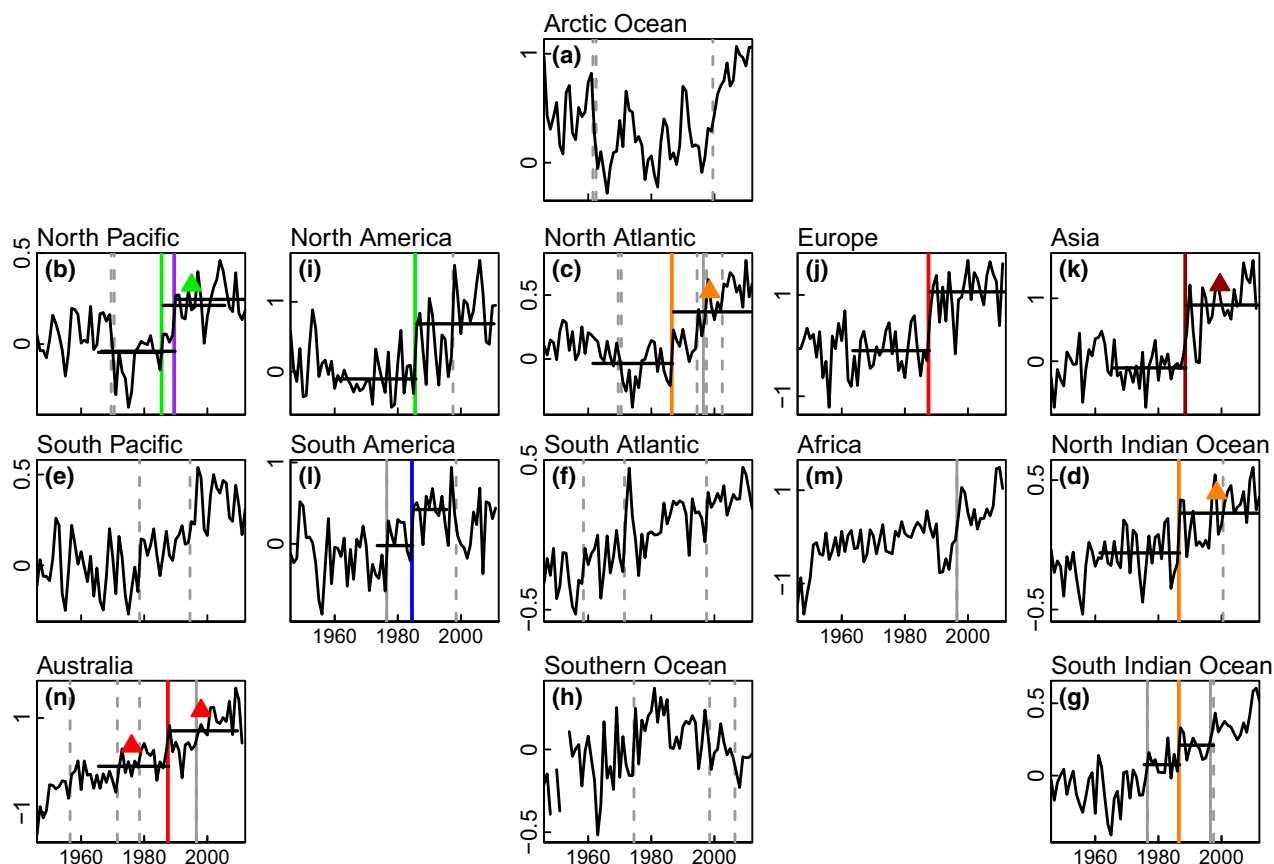 Arctic Ocean
(a)
1
0
North Pacific
(b)
0.5
0
North America
(i)
1
0
North Atlantic
(c)
0.5
0
Europe
(j)
1
−1
Asia
(k)
1
0
South Pacific
(e)
0.5
0
South America
(l)
1
0
1960 1980 2000
South Atlantic
(f)
0.5
−0.5
Africa
(m)
1
−1
1960 1980 2000
North Indian Ocean
(d)
0.5
−0.5
Australia
(n)
1
−1
1960 1980 2000
Southern Ocean
(h)
0.5
0
−0.5
1960 1980 2000
South Indian Ocean
(g)
0.5
0
1960 1980 2000